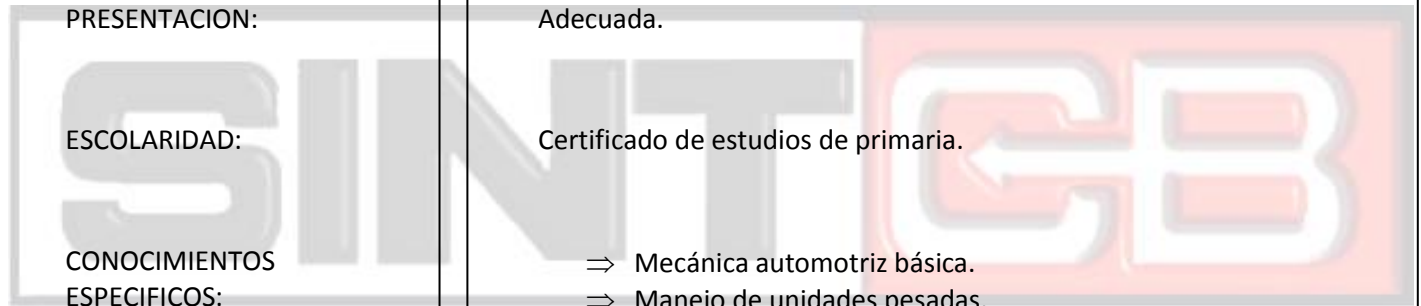 PRESENTACION: Adecuada.
SINTCB
ESCOLARIDAD: Certificado de estudios de primaria.
CONOCIMIENTOS ⇒ Mecánica automotriz básica.
ESPECIFICOS: ⇒ Manejo de unidades pesadas.